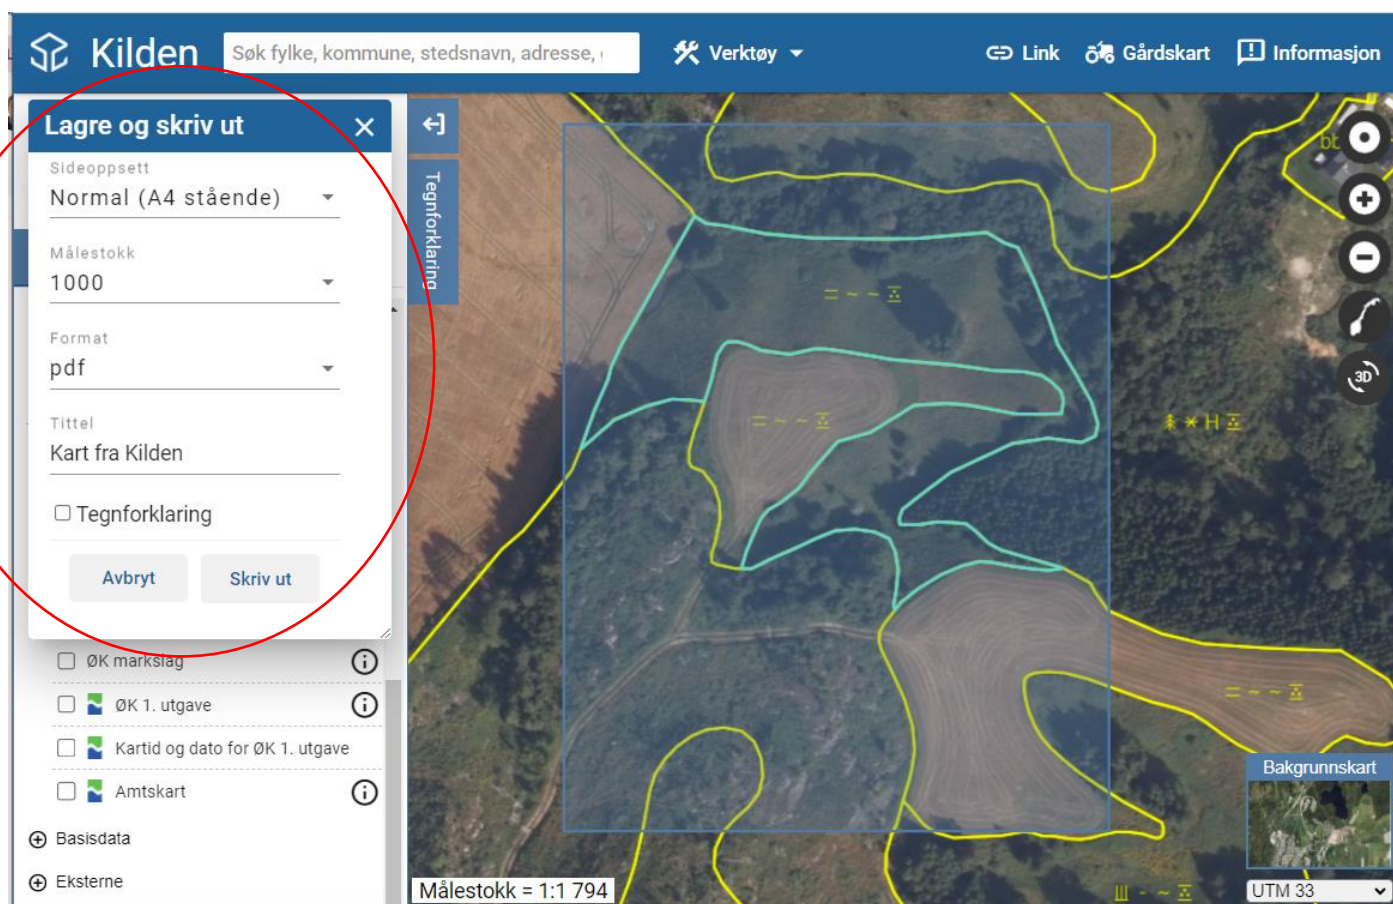 Kilden
Søk fylke, kommune, stedsnavn, adresse,
Verktøy
Link
Gårdskart
Informasjon
Lagre og skriv ut
Sideoppsett
Normal (A4 stående)
Målestokk
1000
Format
pdf
Tittel
Kart fra Kilden
Tegnforklaring
Avbryt
Skriv ut
ØK markslag
ØK 1. utgave
Kartid og dato for ØK 1. utgave
Amtskart
Basisdata
Eksterne
Tegnforklaring
3D
Målestokk = 1:1 794
Bakgrunnskart
UTM 33